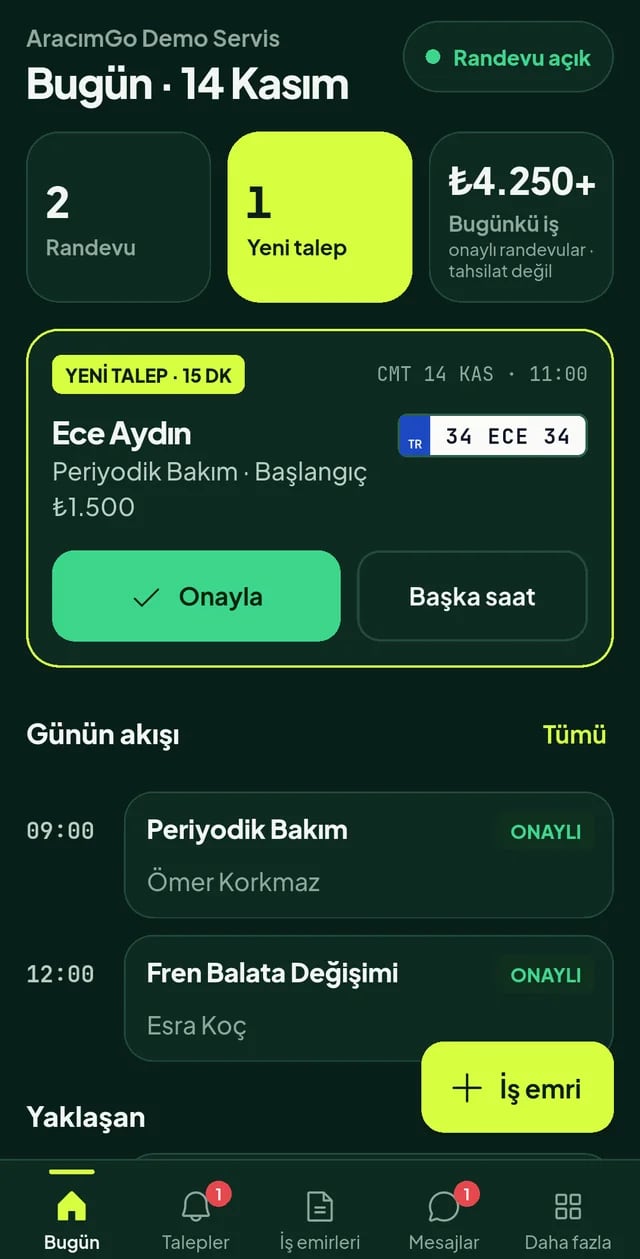 AracımGo Demo Servis
Bugün · 14 Kasım
Randevu açık
2
Randevu
1
Yeni talep
₺4.250+
Bugünkü iş
onaylı randevular ·
tahsilat değil
YENİ TALEP · 15 DK
CMT 14 KAS · 11:00
Ece Aydın
TR 34 ECE 34
Periyodik Bakım · Başlangıç
₺1.500
Onayla
Başka saat
Günün akışı
Tümü
09:00
Periyodik Bakım
ONAYLI
Ömer Korkmaz
12:00
Fren Balata Değişimi
ONAYLI
Esra Koç
İş emri
Yaklaşan
1
1
Bugün
Talepler
İş emirleri
Mesajlar
Daha fazla